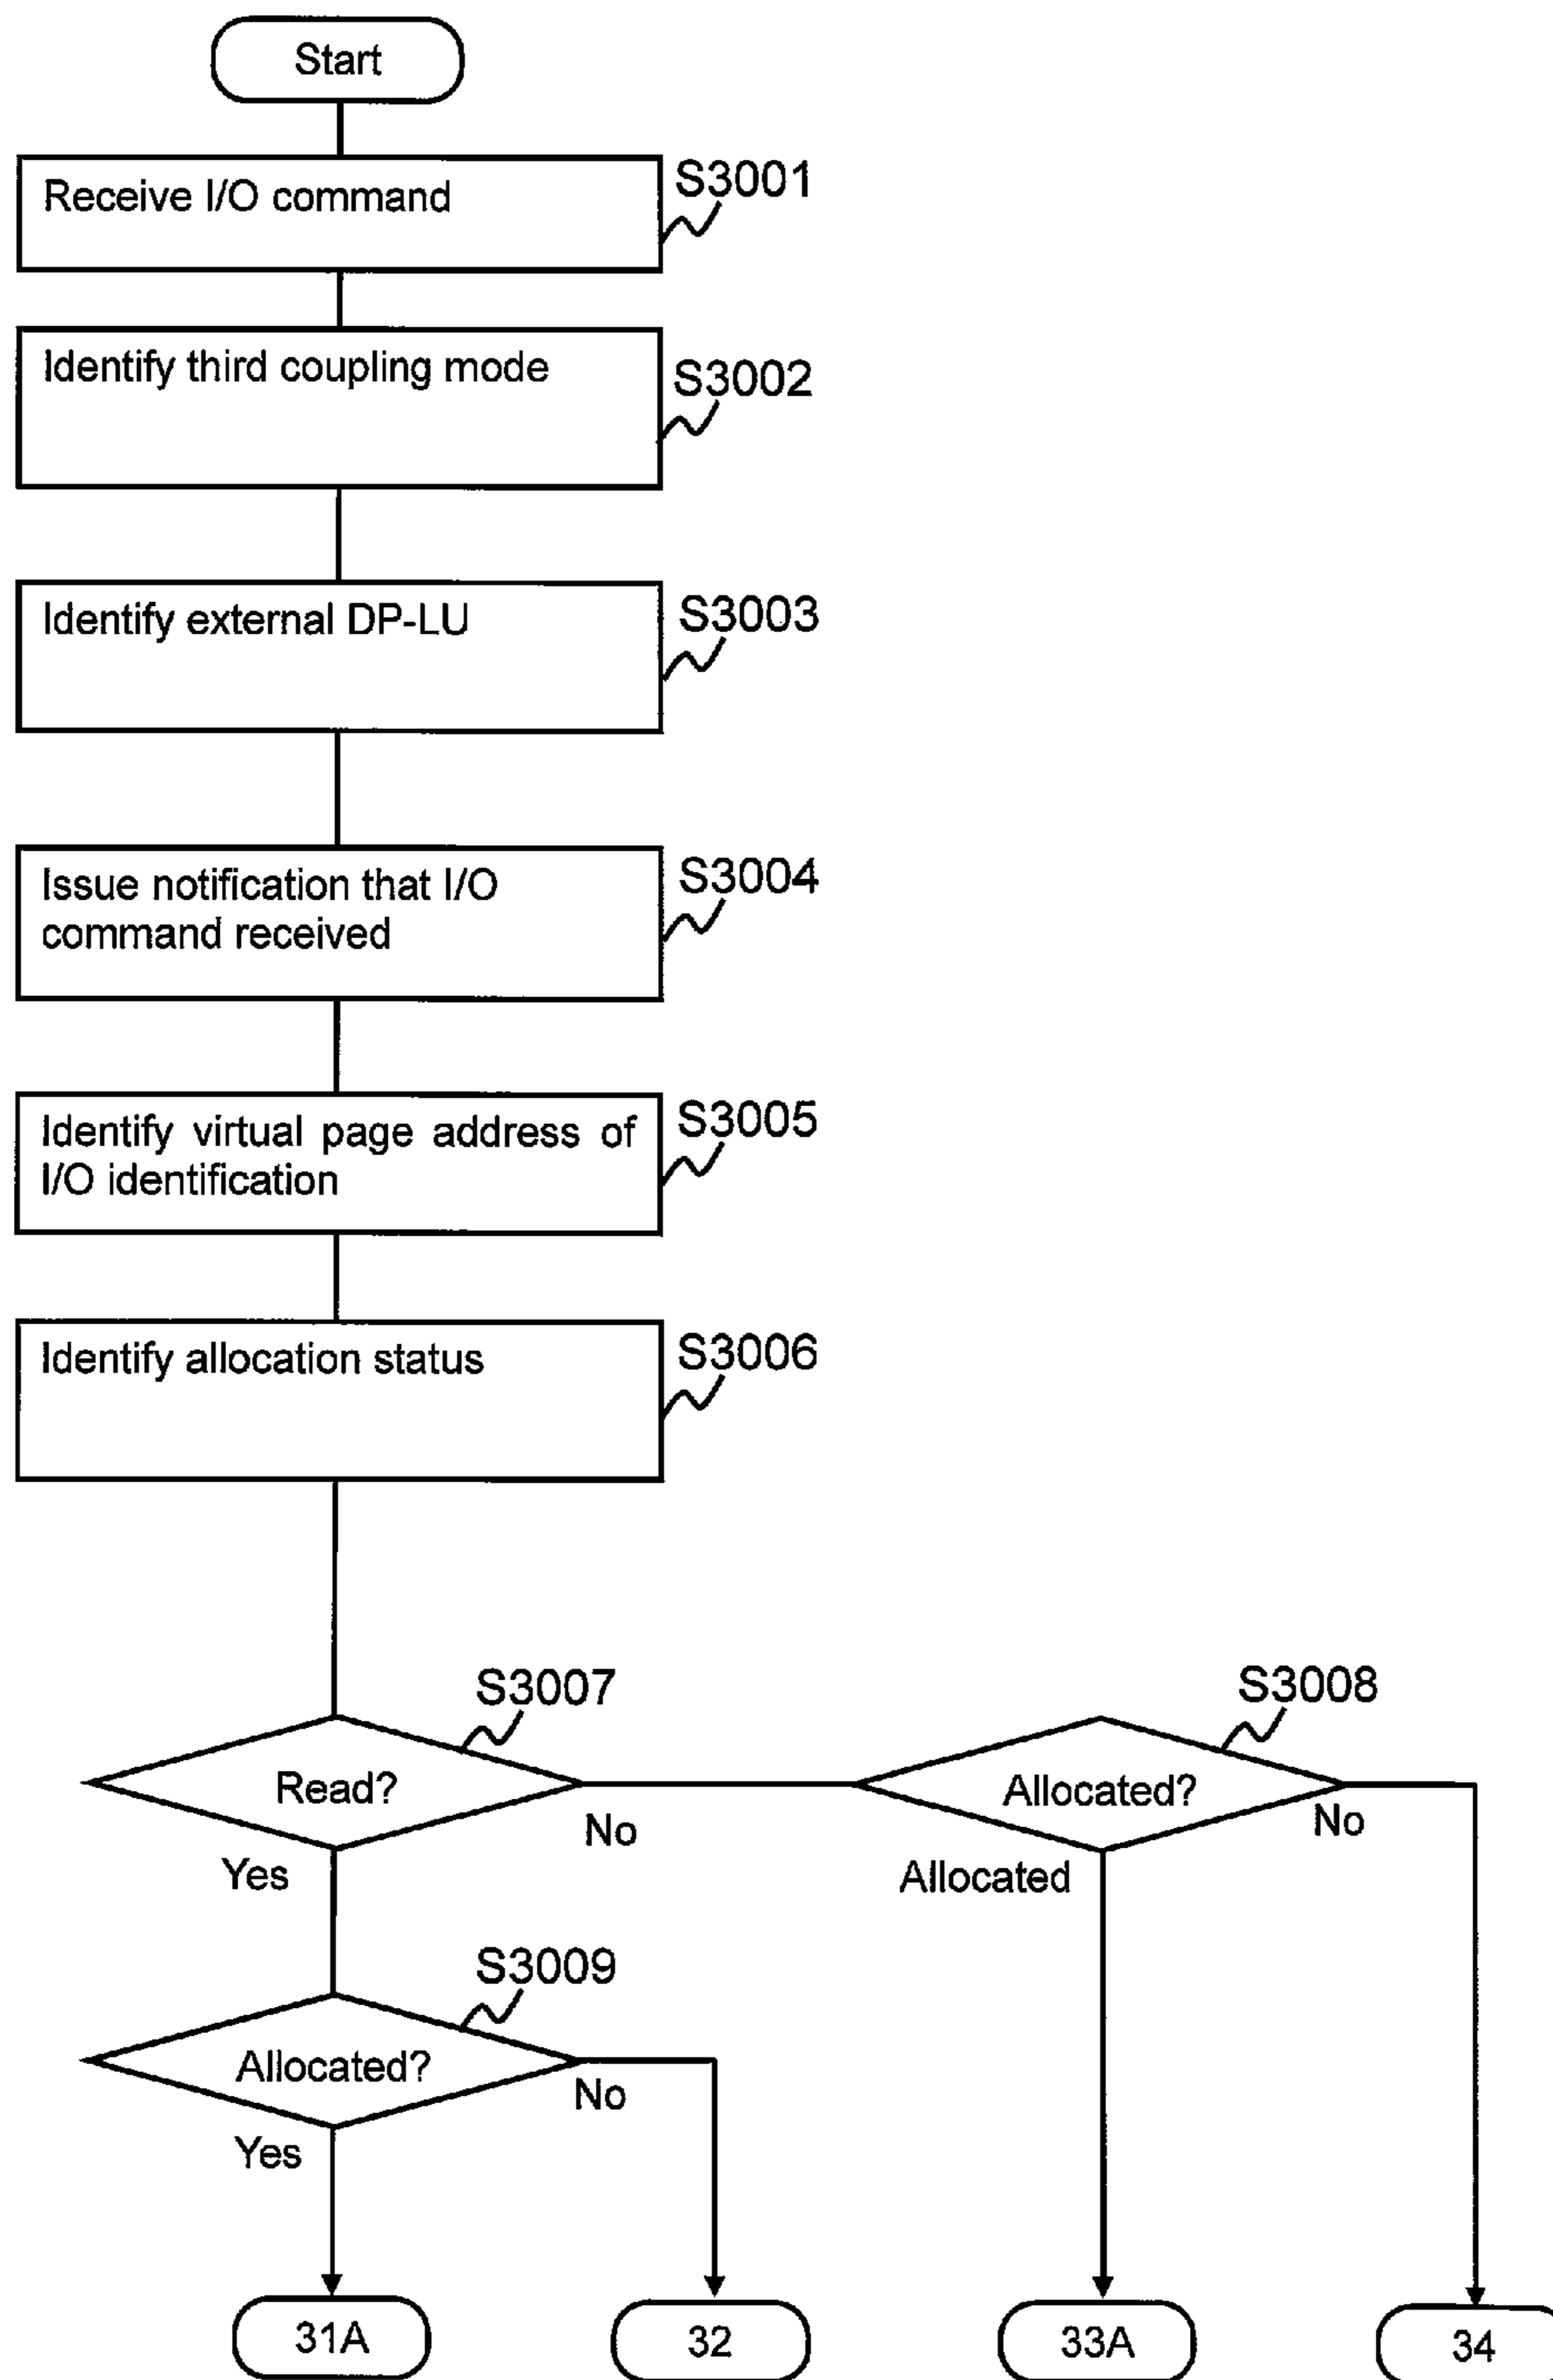 Start
Receive I/O command
S3001
Identify third coupling mode
S3002
Identify external DP-LU
S3003
Issue notification that I/O
command received
S3004
Identify virtual page address of
I/O identification
S3005
Identify allocation status
S3006
S3007
Read?
No
Yes
S3008
Allocated?
No
Allocated
S3009
Allocated?
No
Yes
31A
32
33A
34